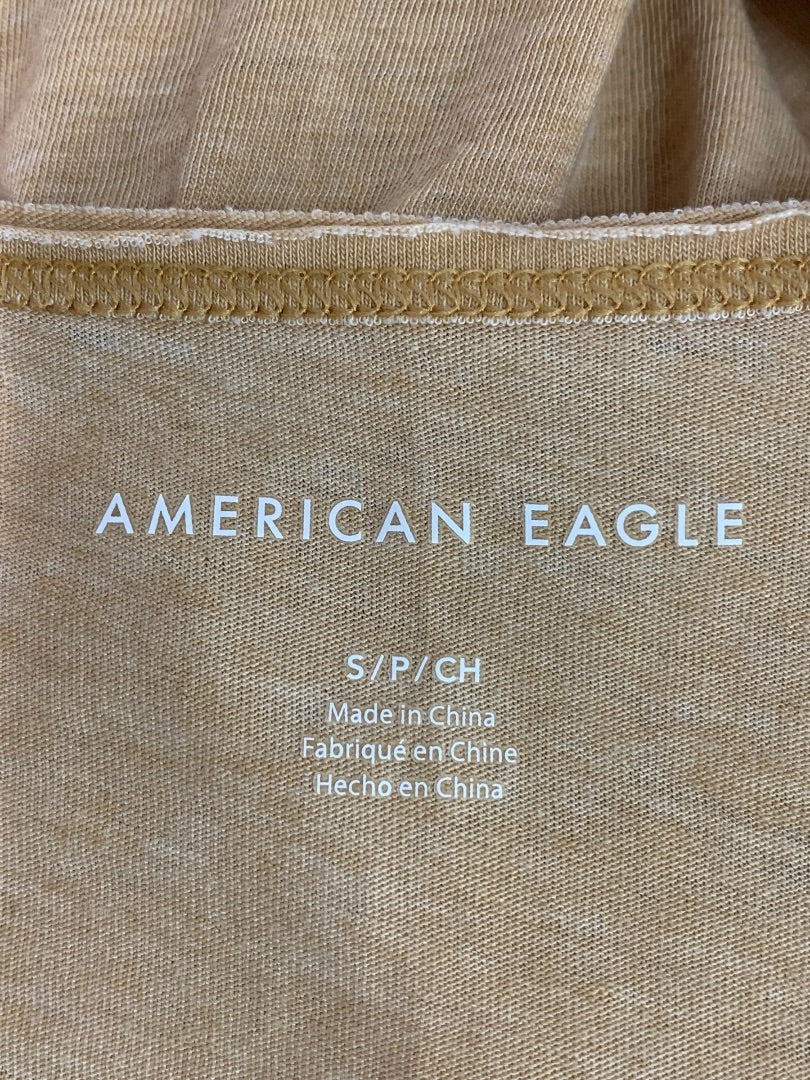 AMERICAN EAGLE
S/P/CH
Made in China
Fabriqué en Chine
Hecho en China